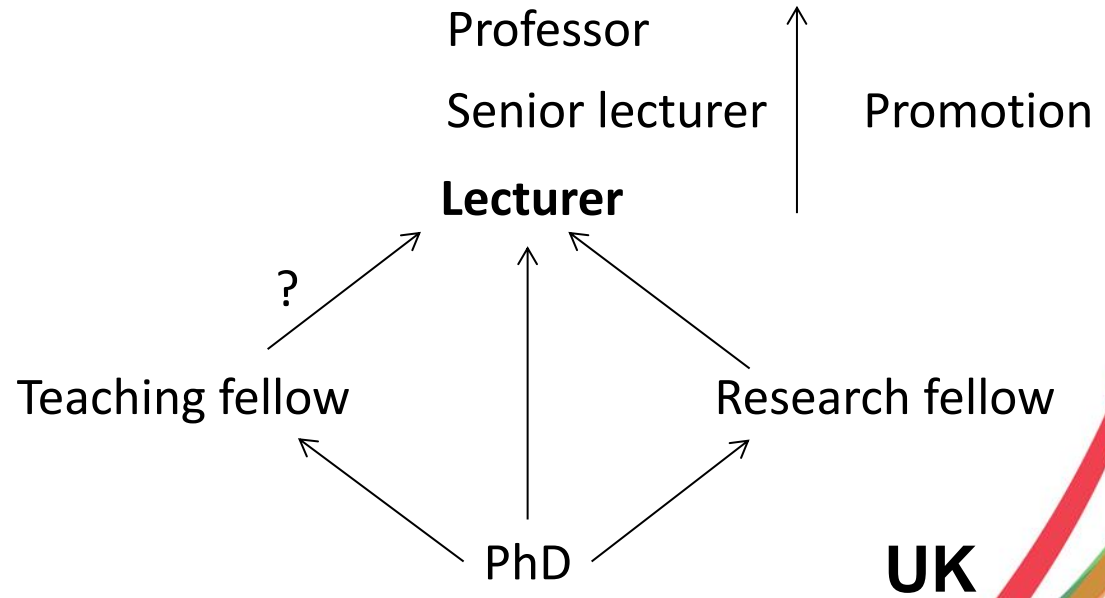 Professor
Senior lecturer
Promotion
Lecturer
?
Teaching fellow
Research fellow
PhD
UK